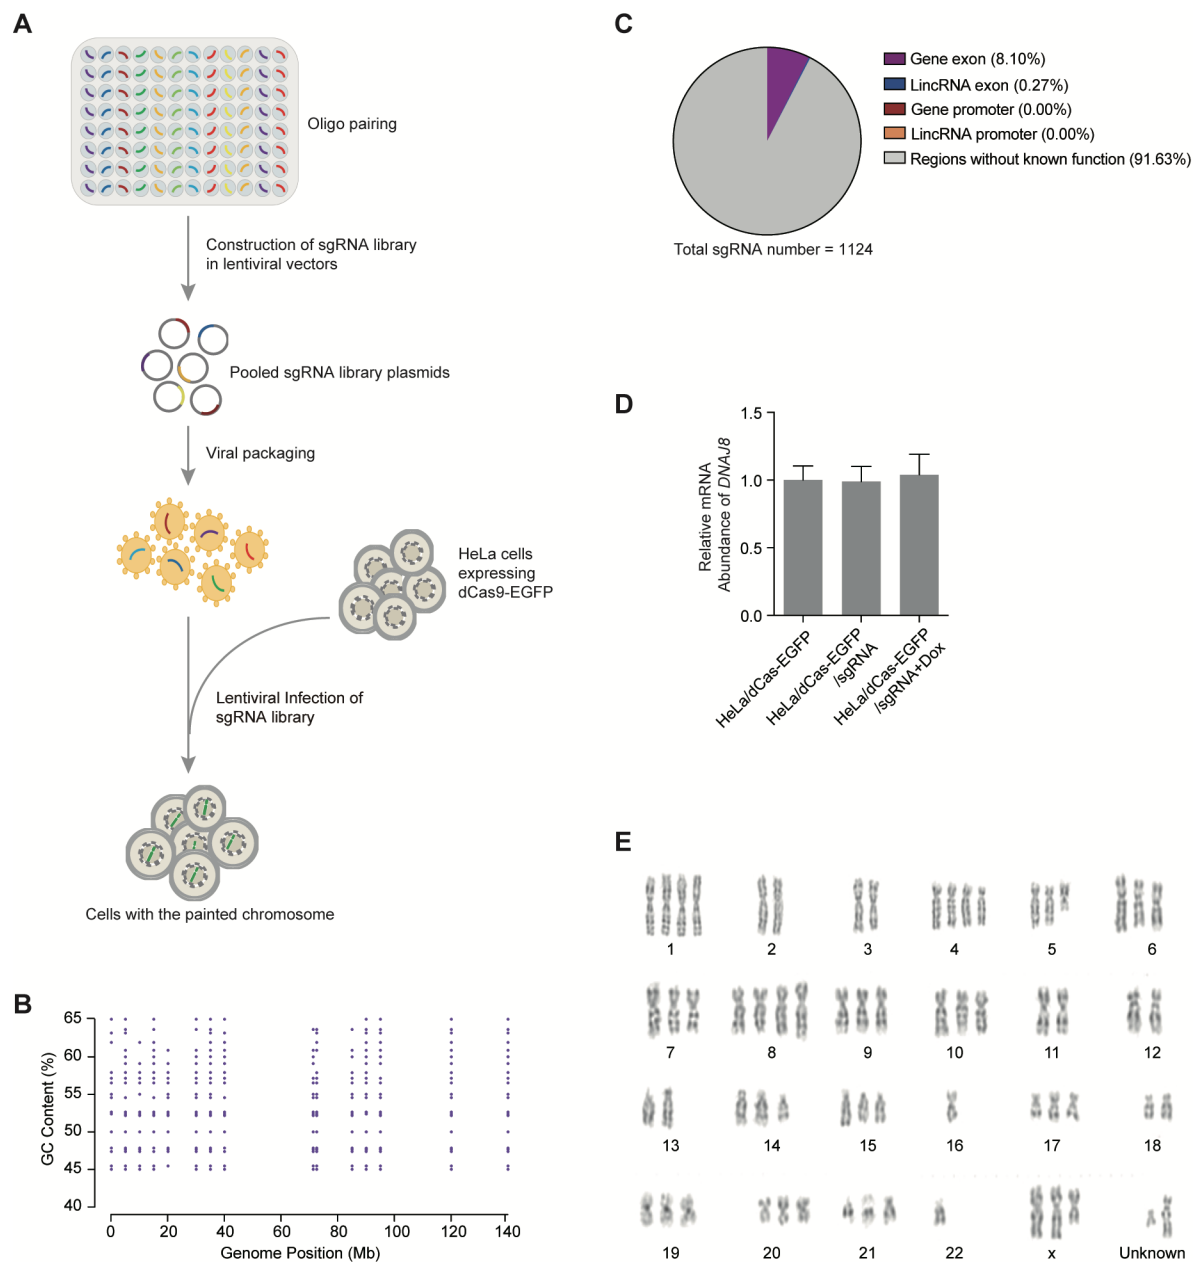 A
Oligo pairing
Construction of sgRNA library
in lentiviral vectors
Pooled sgRNA library plasmids
Viral packaging
HeLa cells
expressing
dCas9-EGFP
Lentiviral Infection of
sgRNA library
Cells with the painted chromosome
B
GC Content (%)
65
60
55
50
45
40
0 20 40 60 80 100 120 140
Genome Position (Mb)
C
Gene exon (8.10%)
LincRNA exon (0.27%)
Gene promoter (0.00%)
LincRNA promoter (0.00%)
Regions without known function (91.63%)
Total sgRNA number = 1124
D
Relative mRNA
Abundance of DNAJ8
1.5
1.0
0.5
0.0
HeLa/dCas-EGFP
HeLa/dCas-EGFP
/sgRNA
HeLa/dCas-EGFP
/sgRNA+Dox
E
1 2 3 4 5 6
7 8 9 10 11 12
13 14 15 16 17 18
19 20 21 22 x Unknown